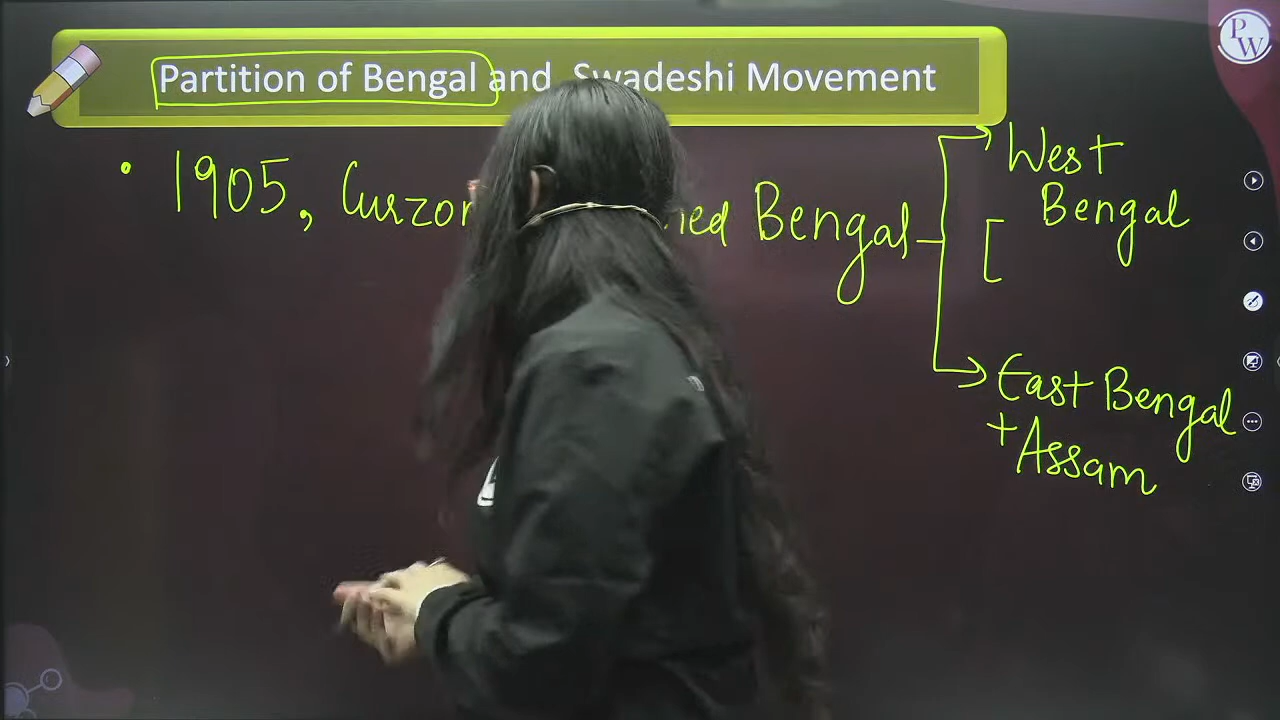 PW
Partition of Bengal and Swadeshi Movement
1905, Curzon Bengal
West
Bengal
East Bengal
+ Assam